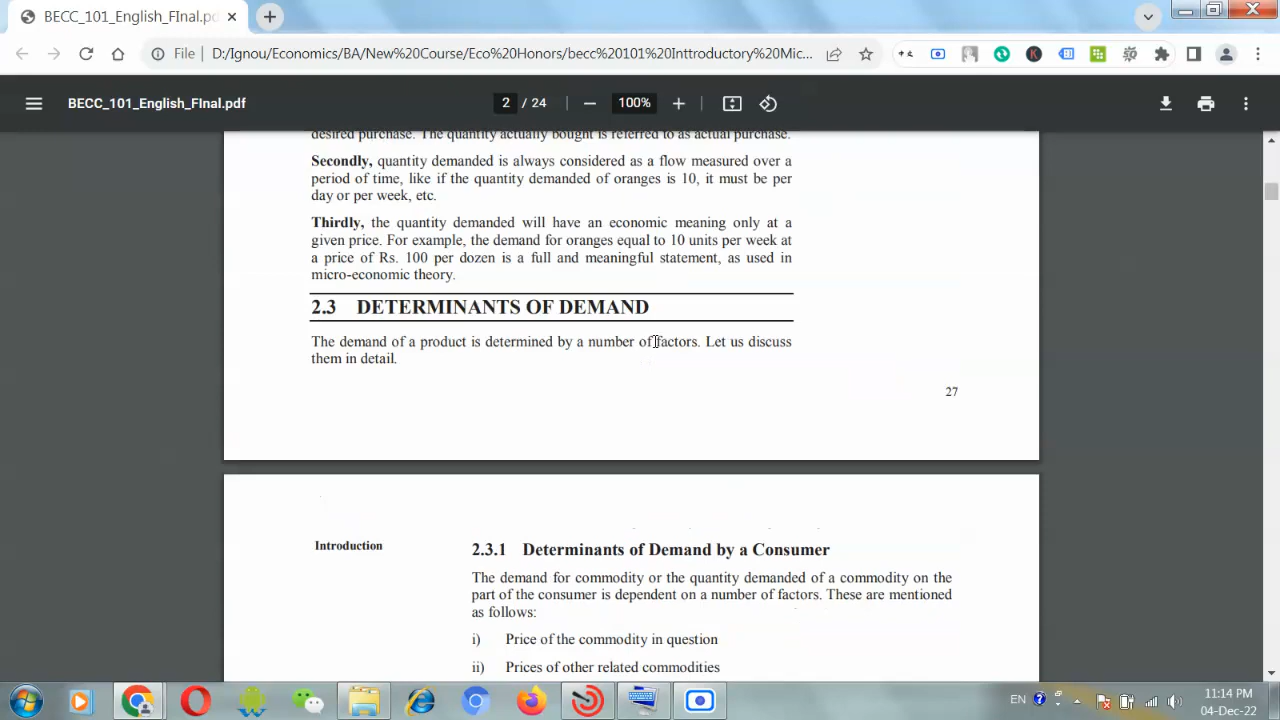 BECC_101_English_FInal.pd
File D:/Ignou/Economics/BA/New%20Course/Eco%20Honors/becc%20101%20Inttroductory%20Mic...
BECC_101_English_FInal.pdf
2 / 24
100%
desired purchase. The quantity actually bought is referred to as actual purchase.
Secondly, quantity demanded is always considered as a flow measured over a
period of time, like if the quantity demanded of oranges is 10, it must be per
day or per week, etc.
Thirdly, the quantity demanded will have an economic meaning only at a
given price. For example, the demand for oranges equal to 10 units per week at
a price of Rs. 100 per dozen is a full and meaningful statement, as used in
micro-economic theory.
2.3 DETERMINANTS OF DEMAND
The demand of a product is determined by a number of factors. Let us discuss
them in detail.
27
Introduction
2.3.1 Determinants of Demand by a Consumer
The demand for commodity or the quantity demanded of a commodity on the
part of the consumer is dependent on a number of factors. These are mentioned
as follows:
i) Price of the commodity in question
ii) Prices of other related commodities
EN
11:14 PM
04-Dec-22